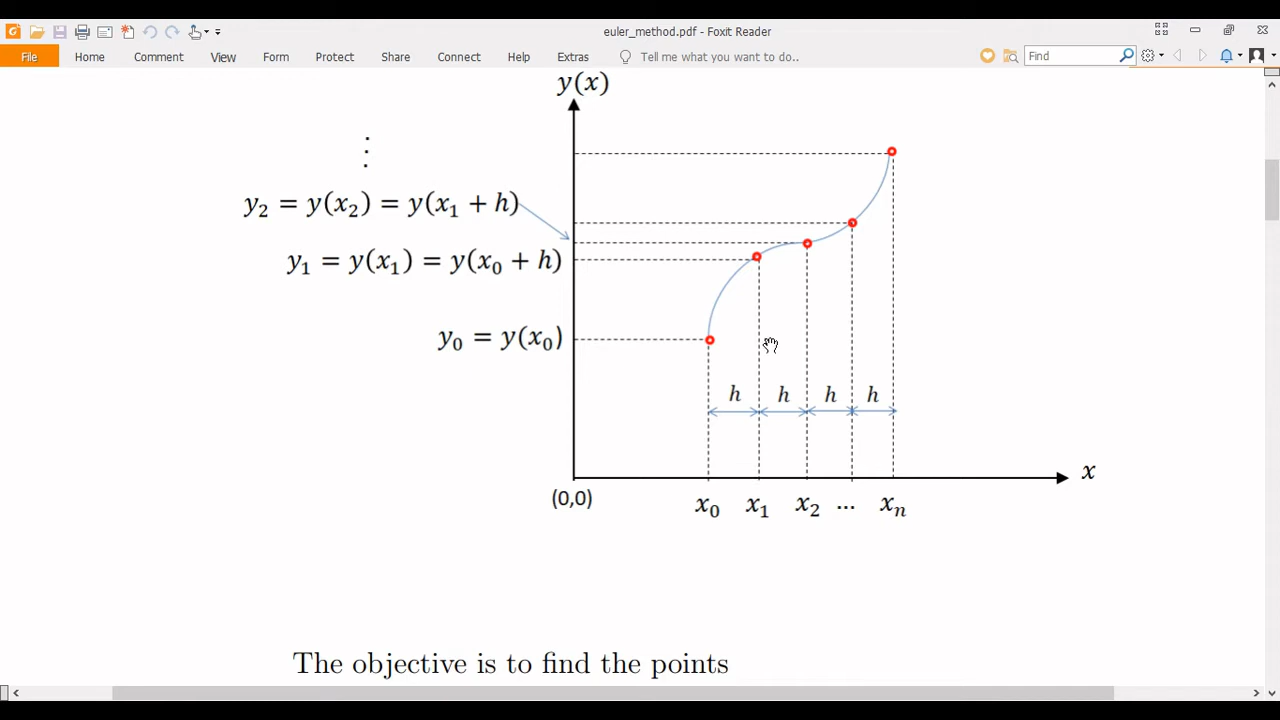 euler_method.pdf - Foxit Reader
File Home Comment View Form Protect Share Connect Help Extras Tell me what you want to do.. Find
y(x)
⋮
y₂ = y(x₂) = y(x₁ + h)
y₁ = y(x₁) = y(x₀ + h)
y₀ = y(x₀)
h h h h
x
(0,0)
x₀ x₁ x₂ ... xₙ
The objective is to find the points